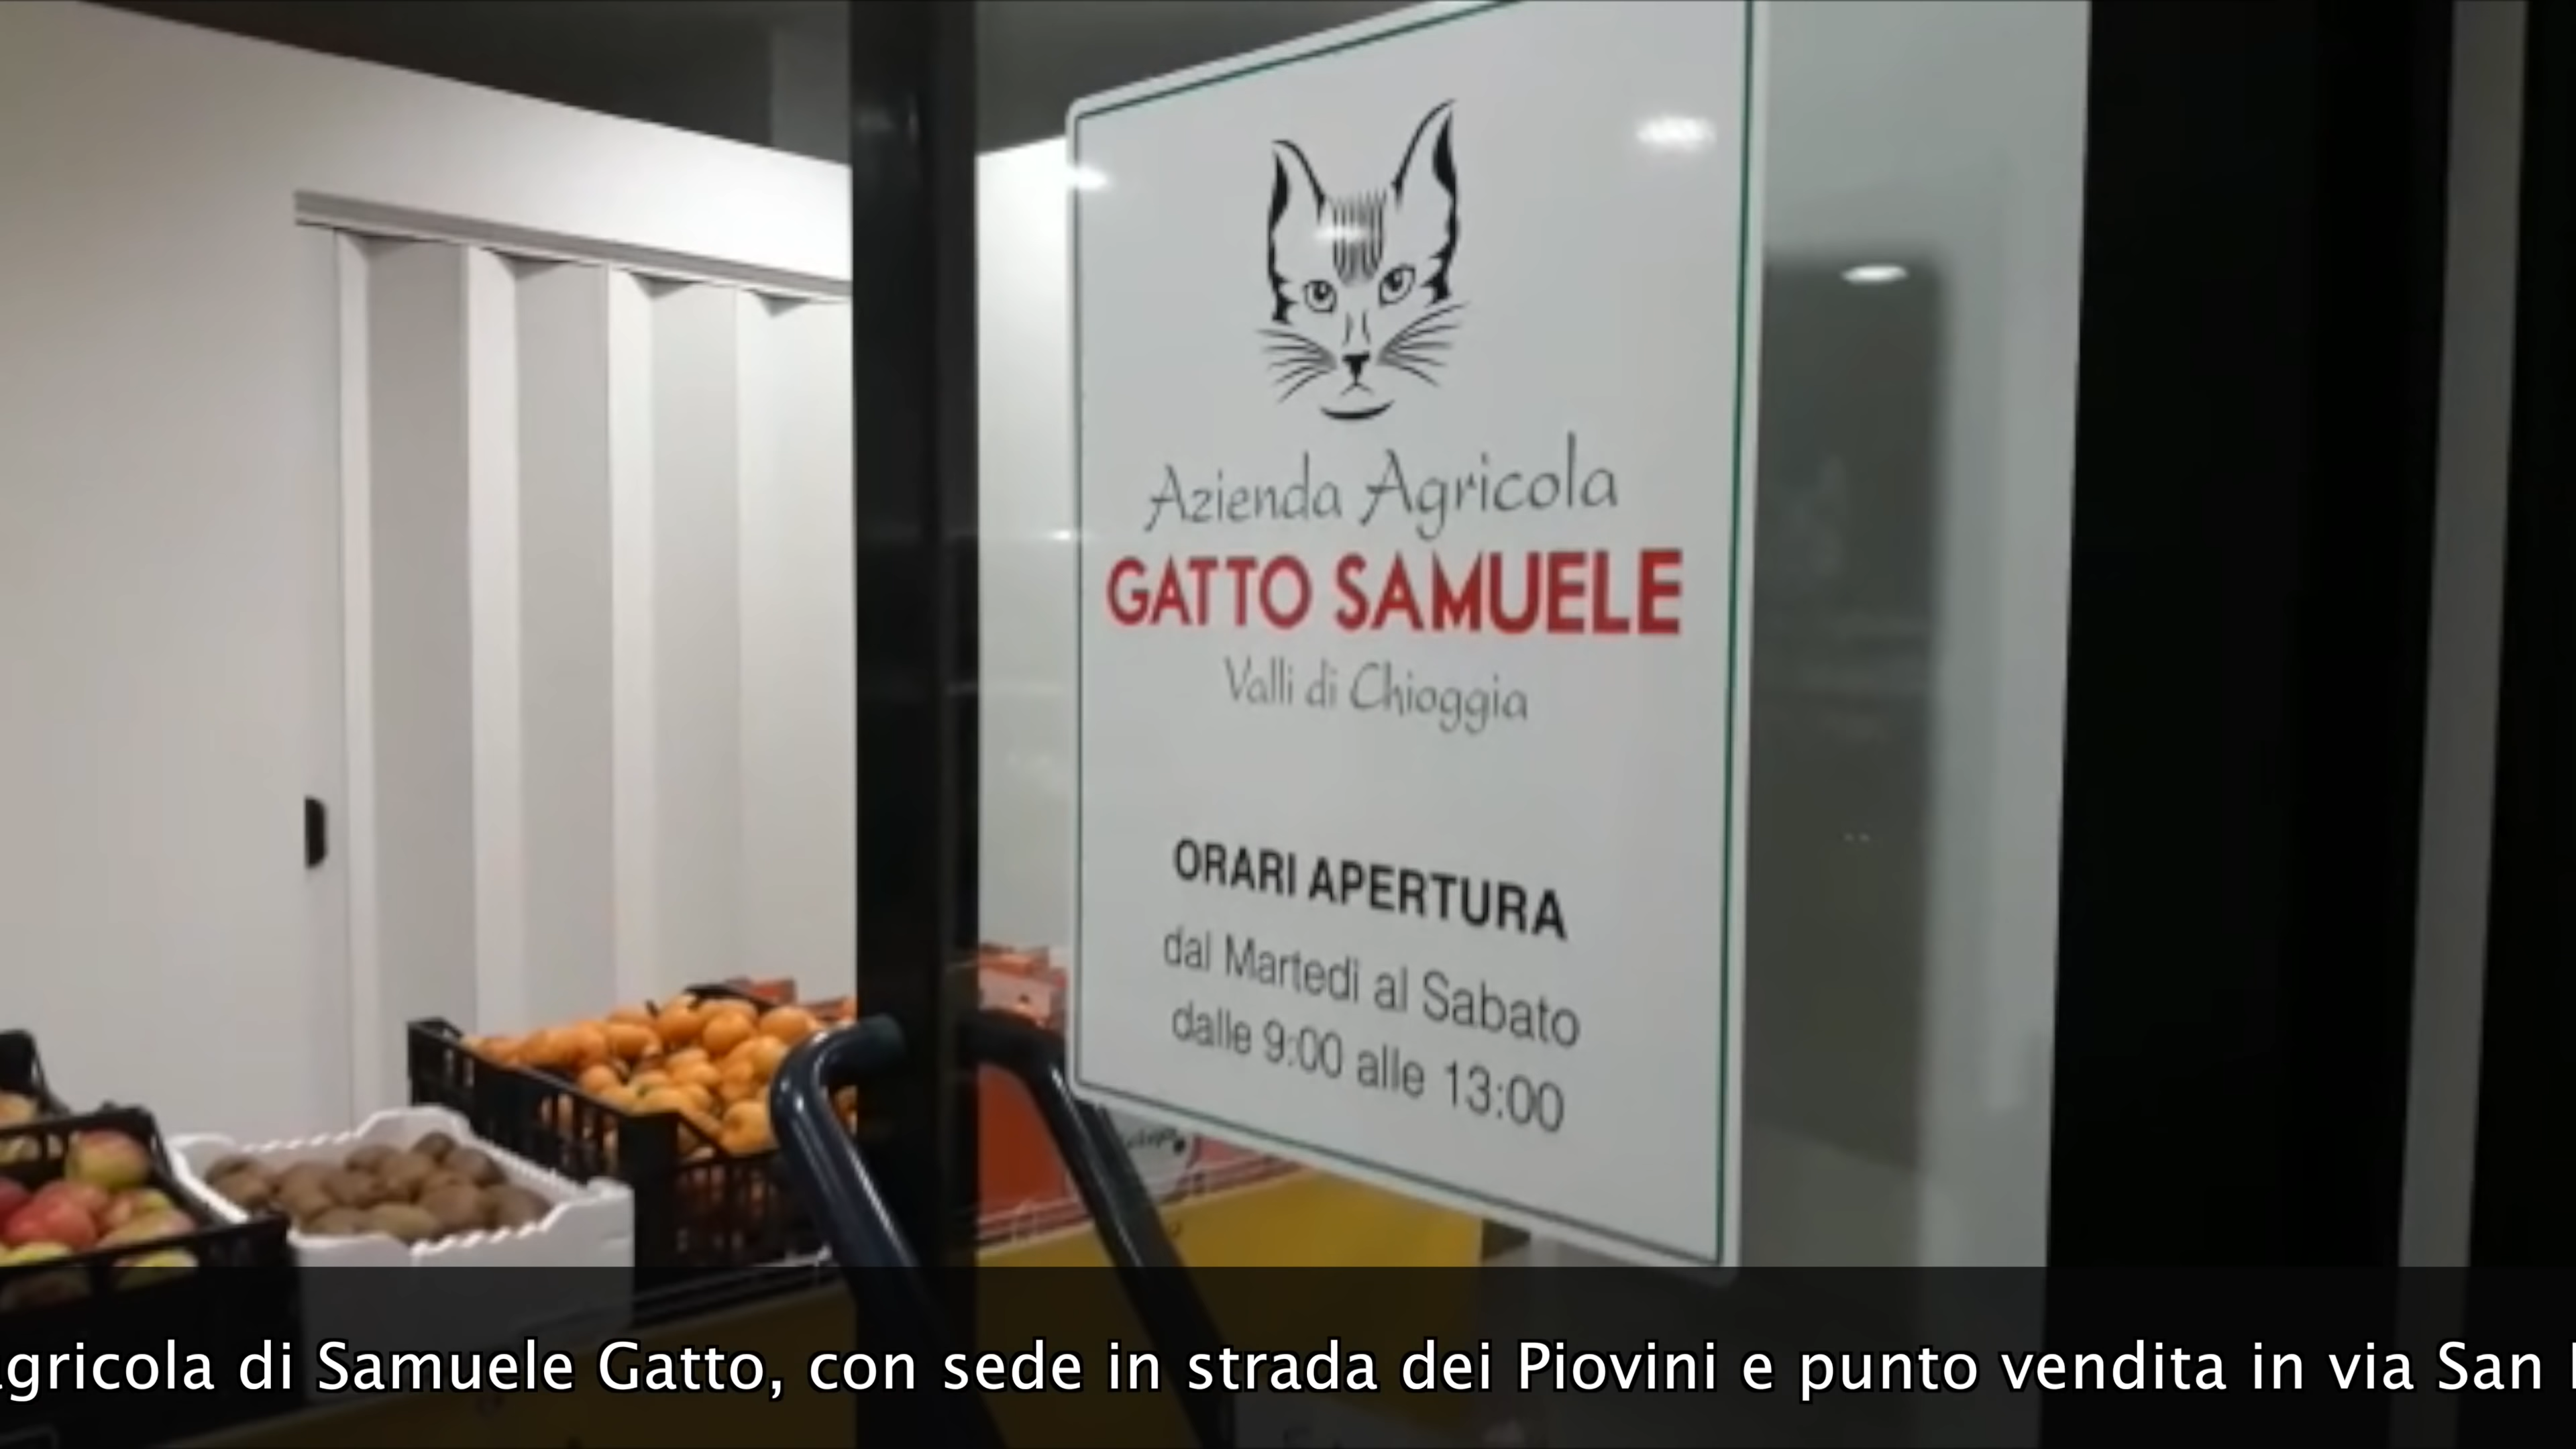 Azienda Agricola
GATTO SAMUELE
Valli di Chioggia
ORARI APERTURA
dal Martedì al Sabato
dalle 9:00 alle 13:00
gricola di Samuele Gatto, con sede in strada dei Piovini e punto vendita in via San